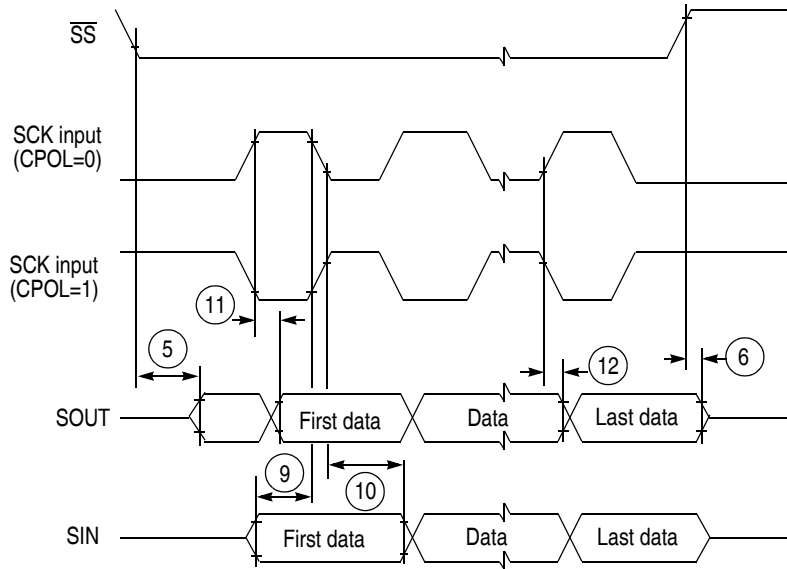 SS
SCK input
(CPOL=0)
SCK input
(CPOL=1)
11
5
12
6
SOUT
First data
Data
Last data
9
10
SIN
First data
Data
Last data